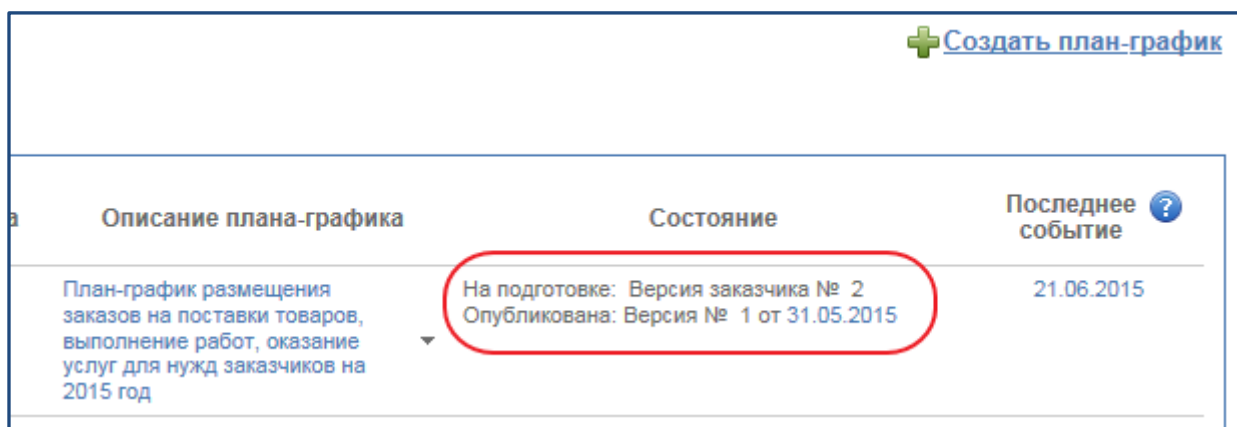 Создать план-график
а
Описание плана-графика
Состояние
Последнее
событие
План-график размещения
заказов на поставки товаров,
выполнение работ, оказание
услуг для нужд заказчиков на
2015 год
На подготовке: Версия заказчика № 2
Опубликована: Версия № 1 от 31.05.2015
21.06.2015